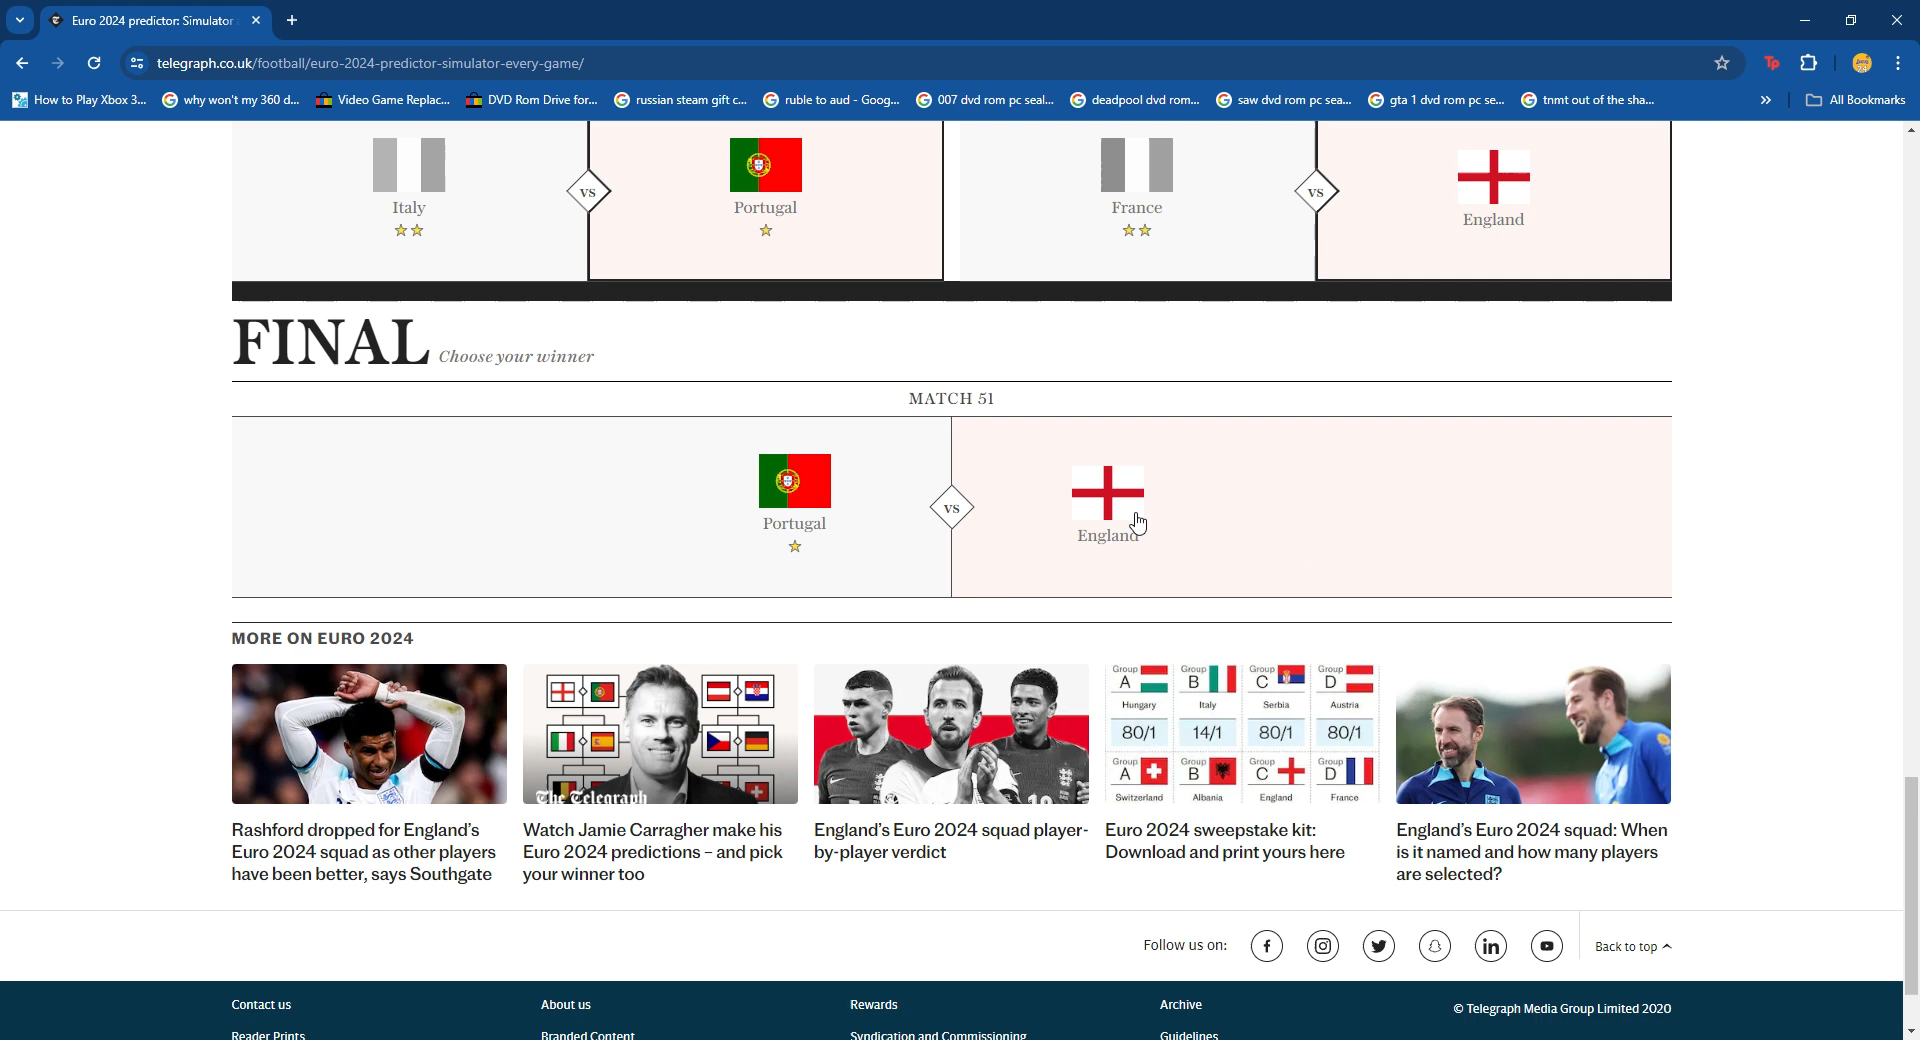 Euro 2024 predictor: Simulator
telegraph.co.uk/football/euro-2024-predictor-simulator-every-game/
How to Play Xbox 3... why won't my 360 d... Video Game Replac... DVD Rom Drive for... russian steam gift c... ruble to aud - Goog... 007 dvd rom pc seal... deadpool dvd rom... saw dvd rom pc sea... gta 1 dvd rom pc se... tnmt out of the sha... » All Bookmarks
VS
VS
Italy Portugal France England
FINAL Choose your winner
MATCH 51
VS
Portugal England
MORE ON EURO 2024
Group A Group B Group C Group D
Hungary Italy Serbia Austria
80/1 14/1 80/1 80/1
Group A Group B Group C Group D
Switzerland Albania England France
The Telegraph
Rashford dropped for England's
Euro 2024 squad as other players
have been better, says Southgate
Watch Jamie Carragher make his
Euro 2024 predictions – and pick
your winner too
England's Euro 2024 squad player-
by-player verdict
Euro 2024 sweepstake kit:
Download and print yours here
England's Euro 2024 squad: When
is it named and how many players
are selected?
Follow us on: Back to top
Contact us About us Rewards Archive © Telegraph Media Group Limited 2020
Reader Prints Branded Content Syndication and Commissioning Guidelines